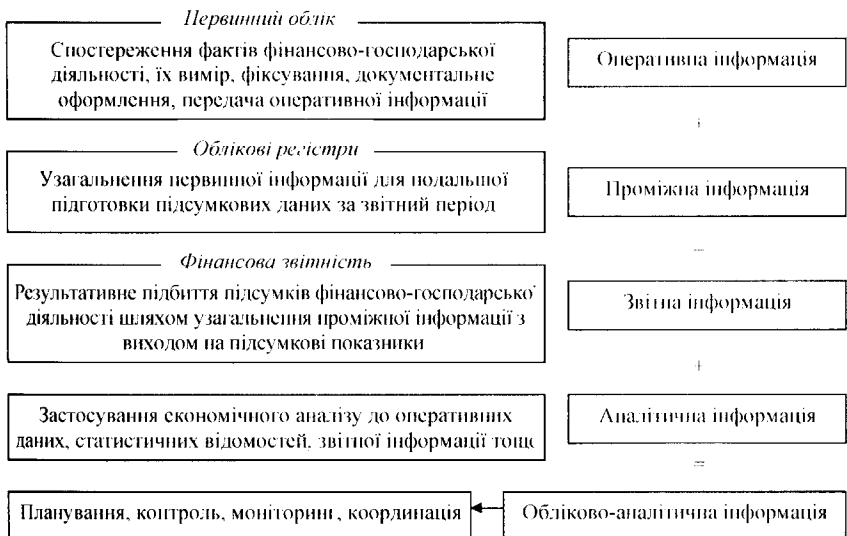 Первинний облік
Спостереження фактів фінансово-господарської
діяльності, їх вимір, фіксування, документальне
оформлення, передача оперативної інформації
Оперативна інформація
+
Облікові регістри
Узагальнення первинної інформації для подальшої
підготовки підсумкових даних за звітний період
Проміжна інформація
=
Фінансова звітність
Результативне підбиття підсумків фінансово-господарської
діяльності шляхом узагальнення проміжної інформації з
виходом на підсумкові показники
Звітна інформація
+
Застосування економічного аналізу до оперативних
даних, статистичних відомостей, звітної інформації тощо
Аналітична інформація
=
Планування, контроль, моніторинг, координація
Обліково-аналітична інформація